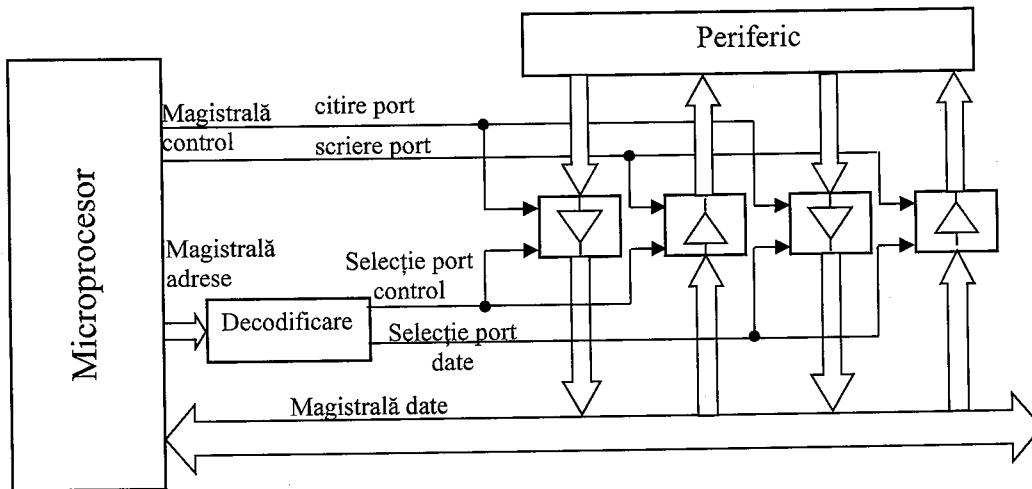 Periferic
Microprocesor
Magistrală
control
citire port
scriere port
Magistrală
adrese
Selecție port
control
Decodificare
Selecție port
date
Magistrală date